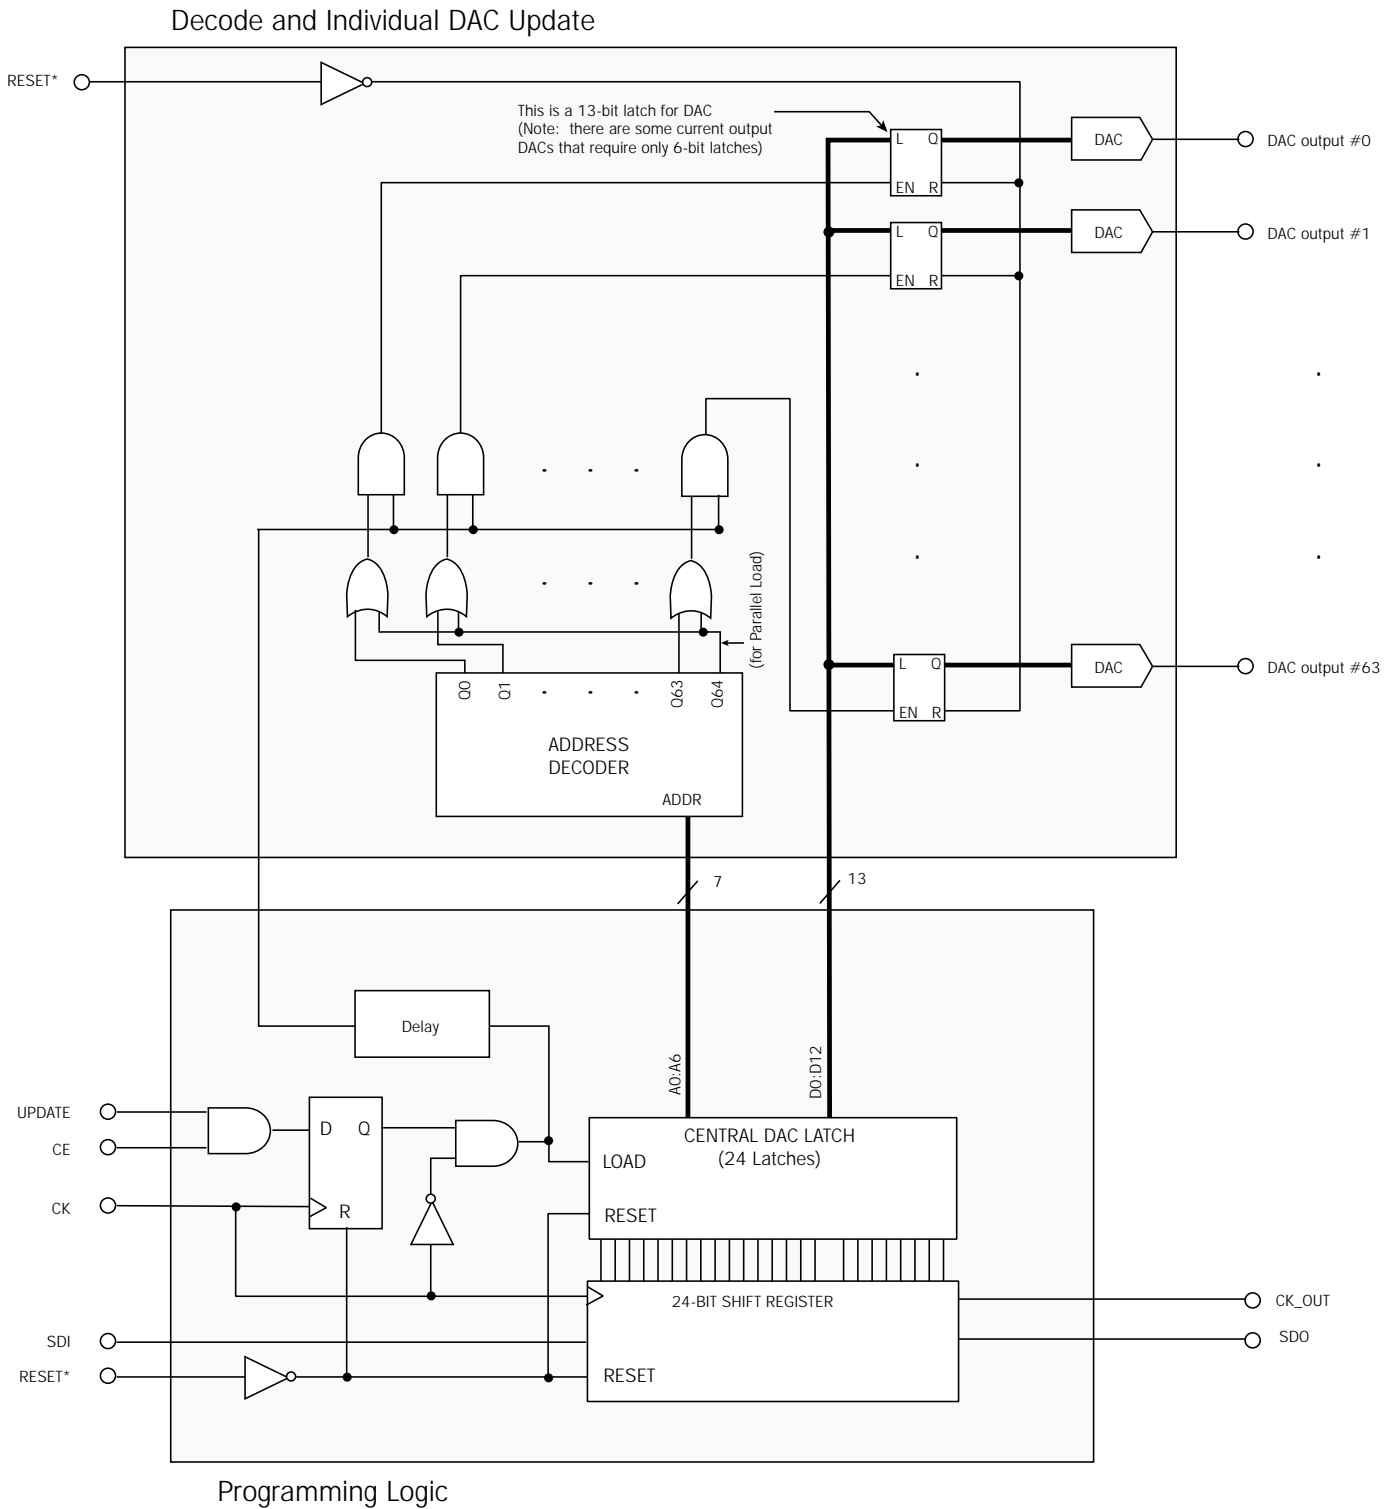 Decode and Individual DAC Update
RESET*
This is a 13-bit latch for DAC
(Note: there are some current output
DACs that require only 6-bit latches)
L Q
EN R
DAC
DAC output #0
L Q
EN R
DAC
DAC output #1
(for Parallel Load)
L Q
EN R
DAC
DAC output #63
Q0
Q1
Q63
Q64
ADDRESS
DECODER
ADDR
7
13
Delay
A0:A6
D0:D12
UPDATE
CE
CK
D Q
R
CENTRAL DAC LATCH
(24 Latches)
LOAD
RESET
24-BIT SHIFT REGISTER
CK_OUT
SDI
SDO
RESET*
RESET
Programming Logic